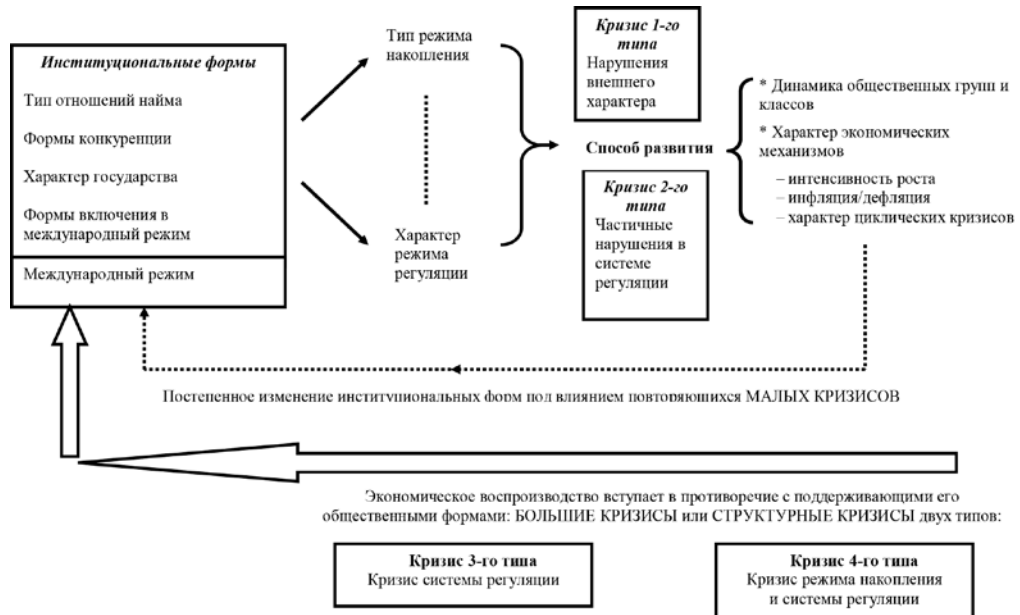 Институциональные формы
Тип отношений найма
Формы конкуренции
Характер государства
Формы включения в
международный режим
Международный режим
Тип режима
накопления
Характер
режима
регуляции
Кризис 1-го
типа
Нарушения
внешнего
характера
Способ развития
Кризис 2-го
типа
Частичные
нарушения в
системе
регуляции
* Динамика общественных групп и
классов
* Характер экономических
механизмов
– интенсивность роста
– инфляция/дефляция
– характер циклических кризисов
Постепенное изменение институциональных форм под влиянием повторяющихся МАЛЫХ КРИЗИСОВ
Экономическое воспроизводство вступает в противоречие с поддерживающими его
общественными формами: БОЛЬШИЕ КРИЗИСЫ или СТРУКТУРНЫЕ КРИЗИСЫ двух типов:
Кризис 3-го типа
Кризис системы регуляции
Кризис 4-го типа
Кризис режима накопления
и системы регуляции